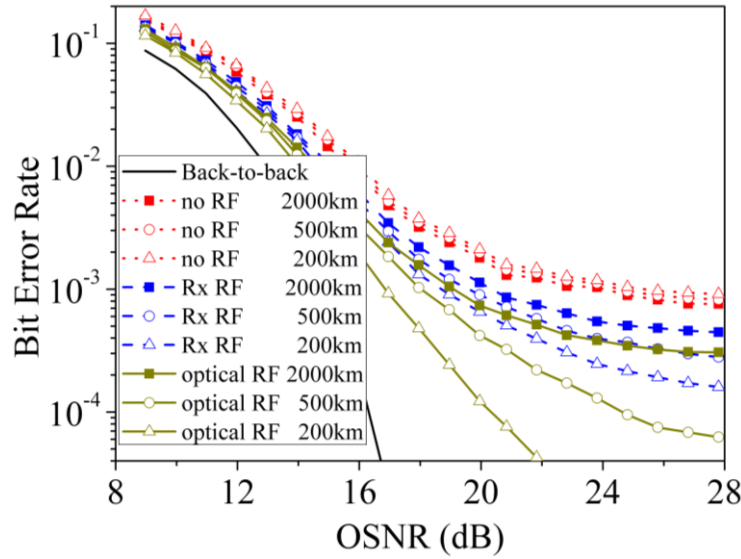 Bit Error Rate
10⁻¹
10⁻²
10⁻³
10⁻⁴
Back-to-back
no RF 2000km
no RF 500km
no RF 200km
Rx RF 2000km
Rx RF 500km
Rx RF 200km
optical RF 2000km
optical RF 500km
optical RF 200km
8 12 16 20 24 28
OSNR (dB)